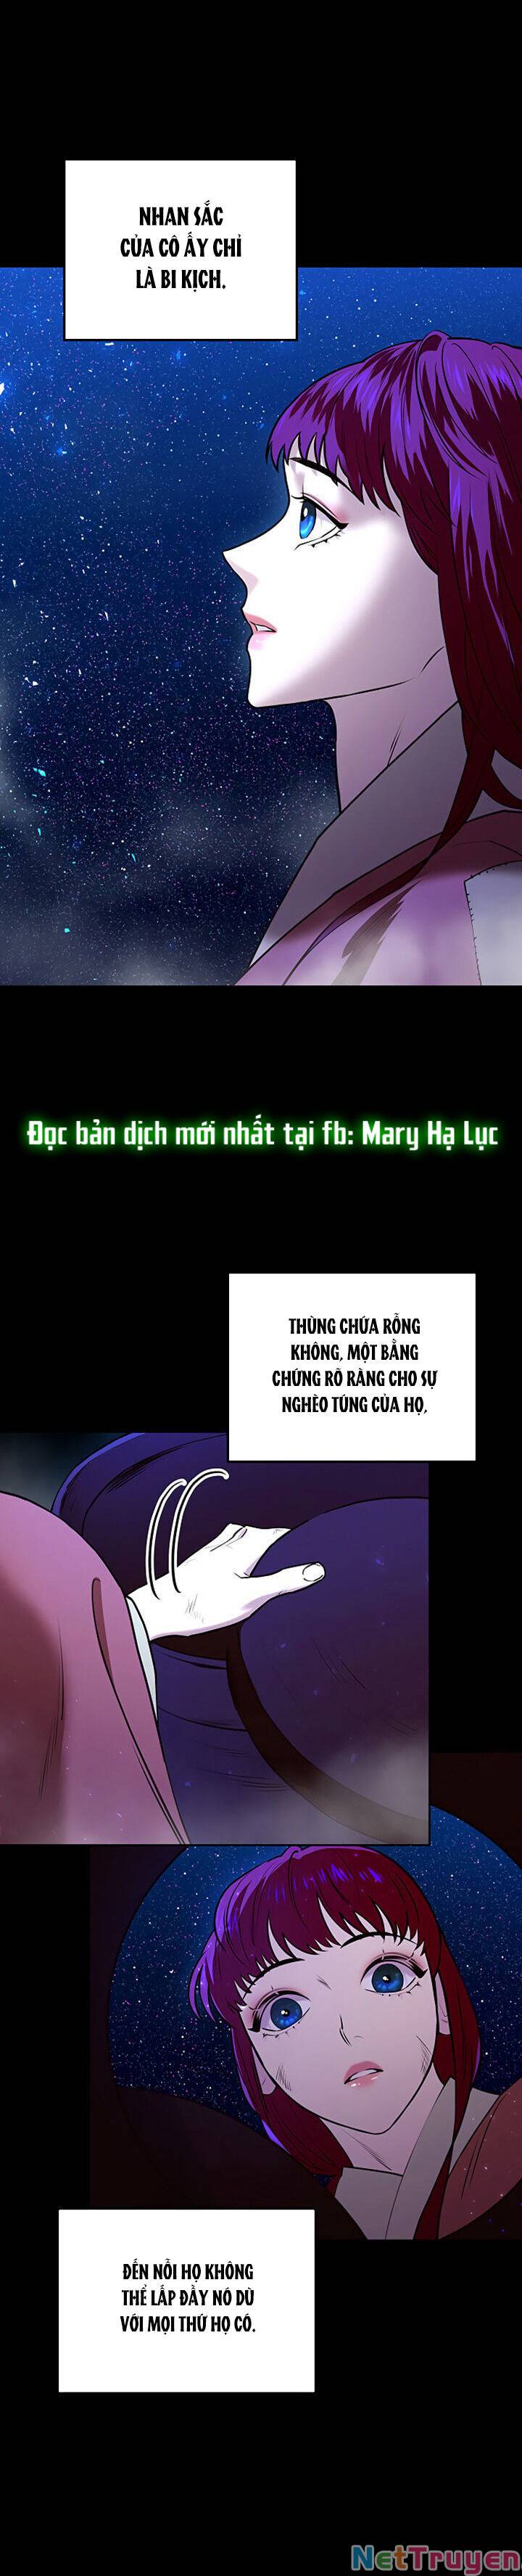 NHAN SẮC
CỦA CÔ ẤY CHỈ
LÀ BI KỊCH.
Đọc bản dịch mới nhất tại fb: Mary Hạ Lục
THÙNG CHỨA RỖNG
KHÔNG, MỘT BẰNG
CHỨNG RÕ RÀNG CHO SỰ
NGHÈO TÚNG CỦA HỌ,
ĐẾN NỖI HỌ KHÔNG
THỂ LẤP ĐẦY NÓ DÙ
VỚI MỌI THỨ HỌ CÓ.
NetTruyen